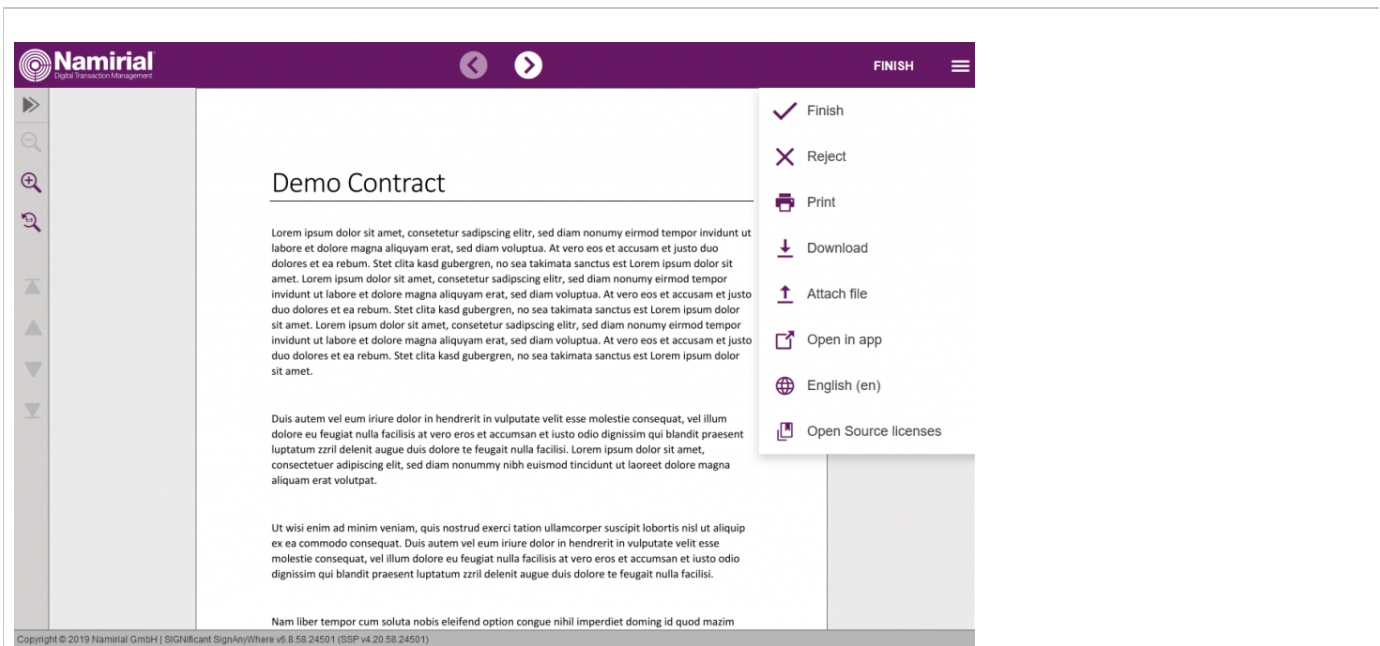 Namirial
Digital Transaction Management
FINISH
Finish
Reject
Print
Download
Attach file
Open in app
English (en)
Open Source licenses
1:1
Demo Contract
Lorem ipsum dolor sit amet, consetetur sadipscing elitr, sed diam nonumy eirmod tempor invidunt ut
labore et dolore magna aliquyam erat, sed diam voluptua. At vero eos et accusam et justo duo
dolores et ea rebum. Stet clita kasd gubergren, no sea takimata sanctus est Lorem ipsum dolor sit
amet. Lorem ipsum dolor sit amet, consetetur sadipscing elitr, sed diam nonumy eirmod tempor
invidunt ut labore et dolore magna aliquyam erat, sed diam voluptua. At vero eos et accusam et justo
duo dolores et ea rebum. Stet clita kasd gubergren, no sea takimata sanctus est Lorem ipsum dolor
sit amet. Lorem ipsum dolor sit amet, consetetur sadipscing elitr, sed diam nonumy eirmod tempor
invidunt ut labore et dolore magna aliquyam erat, sed diam voluptua. At vero eos et accusam et justo
duo dolores et ea rebum. Stet clita kasd gubergren, no sea takimata sanctus est Lorem ipsum dolor
sit amet.
Duis autem vel eum iriure dolor in hendrerit in vulputate velit esse molestie consequat, vel illum
dolore eu feugiat nulla facilisis at vero eros et accumsan et iusto odio dignissim qui blandit praesent
luptatum zzril delenit augue duis dolore te feugait nulla facilisi. Lorem ipsum dolor sit amet,
consectetuer adipiscing elit, sed diam nonummy nibh euismod tincidunt ut laoreet dolore magna
aliquam erat volutpat.
Ut wisi enim ad minim veniam, quis nostrud exerci tation ullamcorper suscipit lobortis nisl ut aliquip
ex ea commodo consequat. Duis autem vel eum iriure dolor in hendrerit in vulputate velit esse
molestie consequat, vel illum dolore eu feugiat nulla facilisis at vero eros et accumsan et iusto odio
dignissim qui blandit praesent luptatum zzril delenit augue duis dolore te feugait nulla facilisi.
Nam liber tempor cum soluta nobis eleifend option congue nihil imperdiet doming id quod mazim
Copyright © 2019 Namirial GmbH | SIGNificant SignAnyWhere v6.8.58.24501 (SSP v4.20.58.24501)